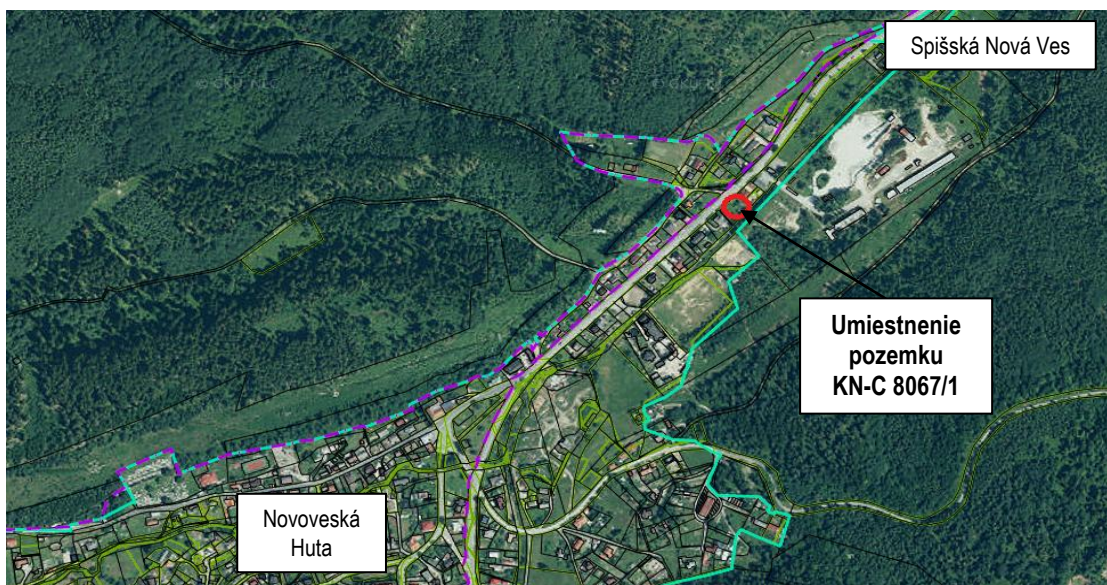 Spišská Nová Ves
Umiestnenie
pozemku
KN-C 8067/1
Novoveská
Huta